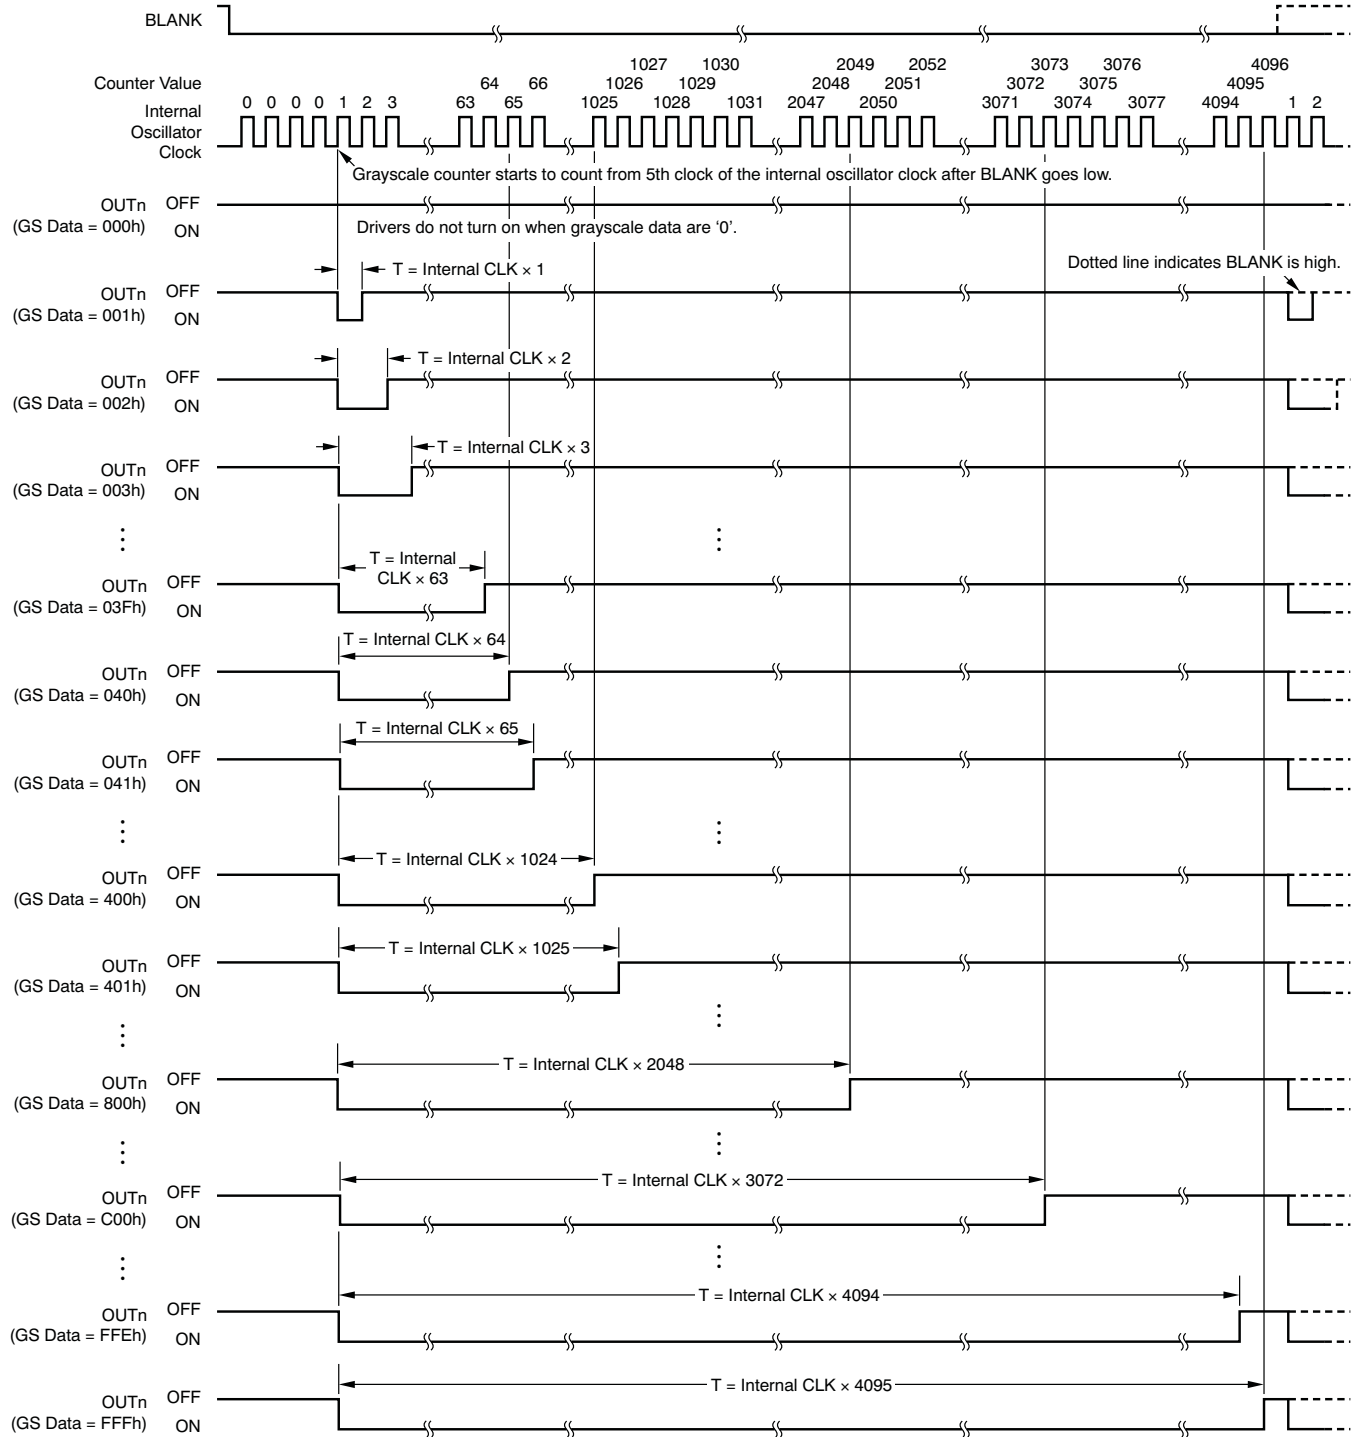 BLANK
1027 1030 2049 2052 3073 3076 4096
Counter Value 64 66 1026 1029 2048 2051 3072 3075 4095
Internal 0 0 0 0 1 2 3 63 65 1025 1028 1031 2047 2050 3071 3074 3077 4094 1 2
Oscillator
Clock
Grayscale counter starts to count from 5th clock of the internal oscillator clock after BLANK goes low.
OUTn OFF
(GS Data = 000h) ON
Drivers do not turn on when grayscale data are ‘0’.
Dotted line indicates BLANK is high.
T = Internal CLK × 1
OUTn OFF
(GS Data = 001h) ON
T = Internal CLK × 2
OUTn OFF
(GS Data = 002h) ON
T = Internal CLK × 3
OUTn OFF
(GS Data = 003h) ON
T = Internal
CLK × 63
OUTn OFF
(GS Data = 03Fh) ON
T = Internal CLK × 64
OUTn OFF
(GS Data = 040h) ON
T = Internal CLK × 65
OUTn OFF
(GS Data = 041h) ON
T = Internal CLK × 1024
OUTn OFF
(GS Data = 400h) ON
T = Internal CLK × 1025
OUTn OFF
(GS Data = 401h) ON
T = Internal CLK × 2048
OUTn OFF
(GS Data = 800h) ON
T = Internal CLK × 3072
OUTn OFF
(GS Data = C00h) ON
T = Internal CLK × 4094
OUTn OFF
(GS Data = FFEh) ON
T = Internal CLK × 4095
OUTn OFF
(GS Data = FFFh) ON